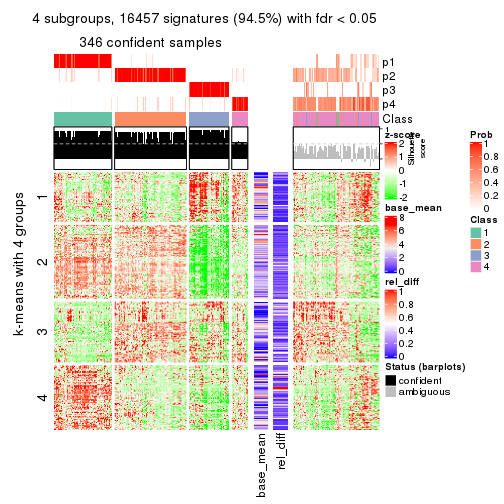 4 subgroups, 16457 signatures (94.5%) with fdr < 0.05
346 confident samples
p1
p2
p3
p4
Class
1
Silhouette
score
k-means with 4 groups
1
2
3
4
base_mean
rel_diff
z-score
2
1
0
-1
-2
base_mean
8
6
4
2
0
rel_diff
1
0.8
0.6
0.4
0.2
0
Status (barplots)
confident
ambiguous
Prob
1
0.8
0.6
0.4
0.2
0
Class
1
2
3
4